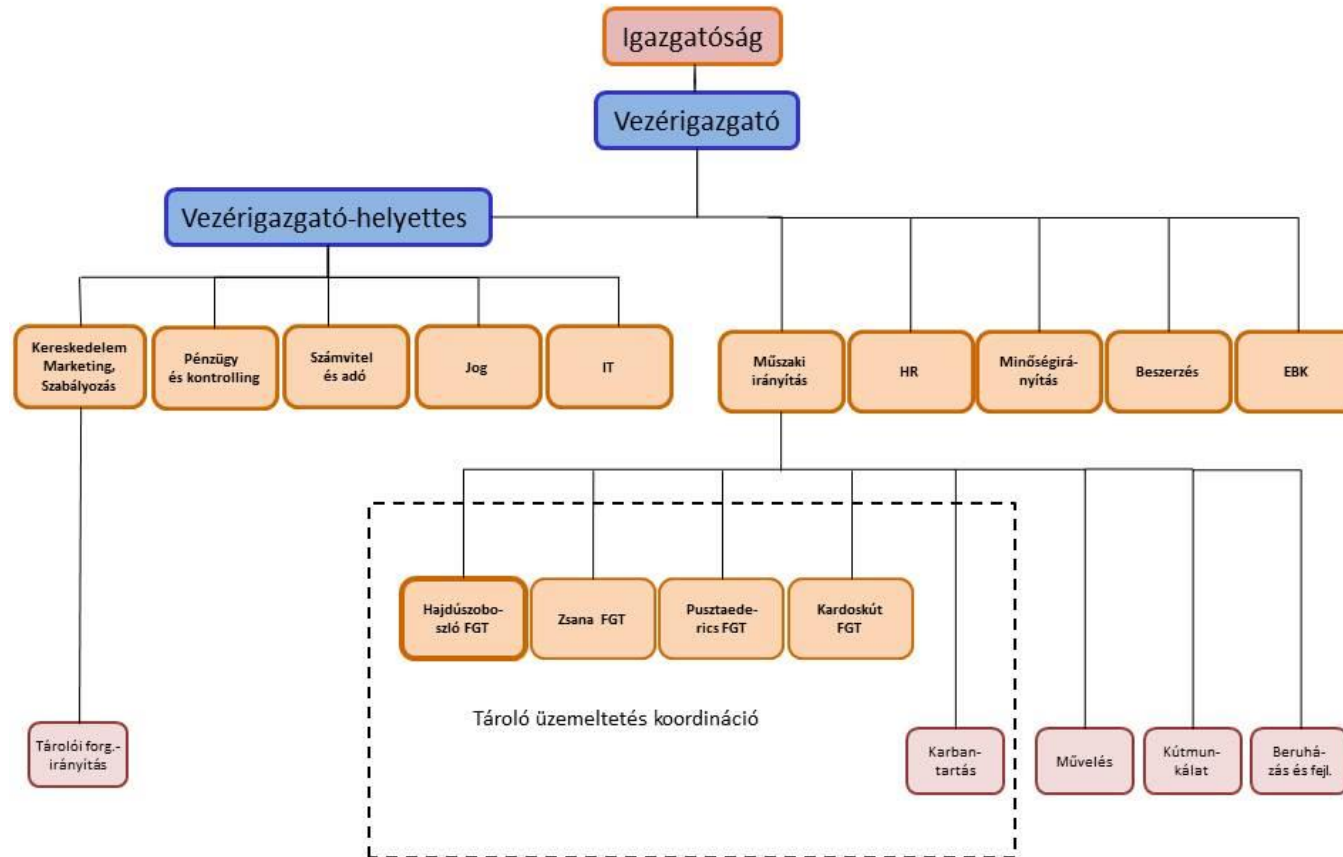 Igazgatóság
Vezérigazgató
Vezérigazgató-helyettes
Kereskedelem
Marketing,
Szabályozás
Pénzügy
és kontrolling
Számvitel
és adó
Jog
IT
Műszaki
irányítás
HR
Minőségirá-
nyítás
Beszerzés
EBK
Hajdúszobo-
szló FGT
Zsana FGT
Pusztaede-
rics FGT
Kardoskút
FGT
Tároló üzemeltetés koordináció
Tárolói forg.-
irányítás
Karban-
tartás
Művelés
Kútmun-
kálat
Beruhá-
zás és fejl.